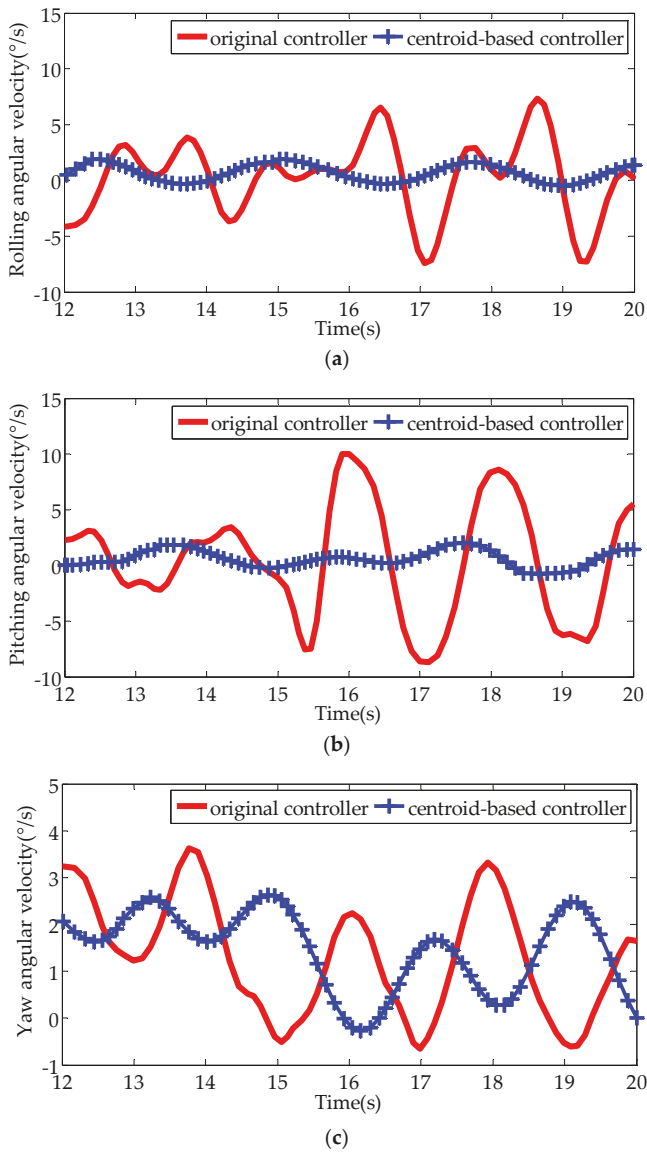 15
10
5
0
-5
-10
Rolling angular velocity(°/s)
original controller centroid-based controller
12 13 14 15 16 17 18 19 20
Time(s)
(a)
15
10
5
0
-5
-10
Pitching angular velocity(°/s)
original controller centroid-based controller
12 13 14 15 16 17 18 19 20
Time(s)
(b)
5
4
3
2
1
0
-1
Yaw angular velocity(°/s)
original controller centroid-based controller
12 13 14 15 16 17 18 19 20
Time(s)
(c)